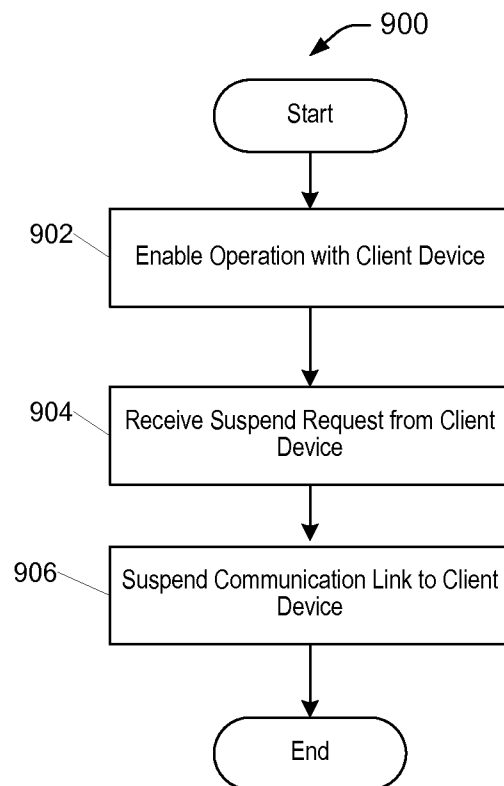 900
Start
902
Enable Operation with Client Device
904
Receive Suspend Request from Client
Device
906
Suspend Communication Link to Client
Device
End